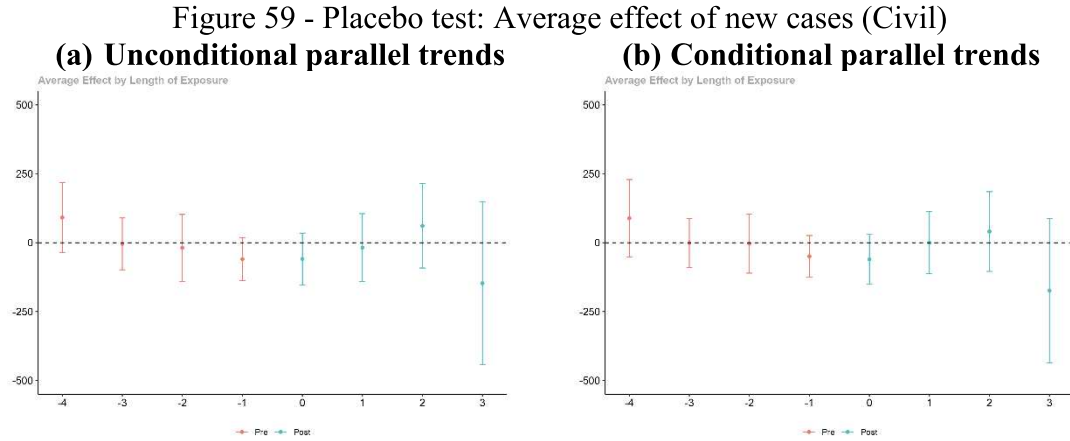 Figure 59 - Placebo test: Average effect of new cases (Civil)
(a) Unconditional parallel trends
Average Effect by Length of Exposure
500
250
0
-250
-500
-4 -3 -2 -1 0 1 2 3
Pre Post
(b) Conditional parallel trends
Average Effect by Length of Exposure
500
250
0
-250
-500
-4 -3 -2 -1 0 1 2 3
Pre Post